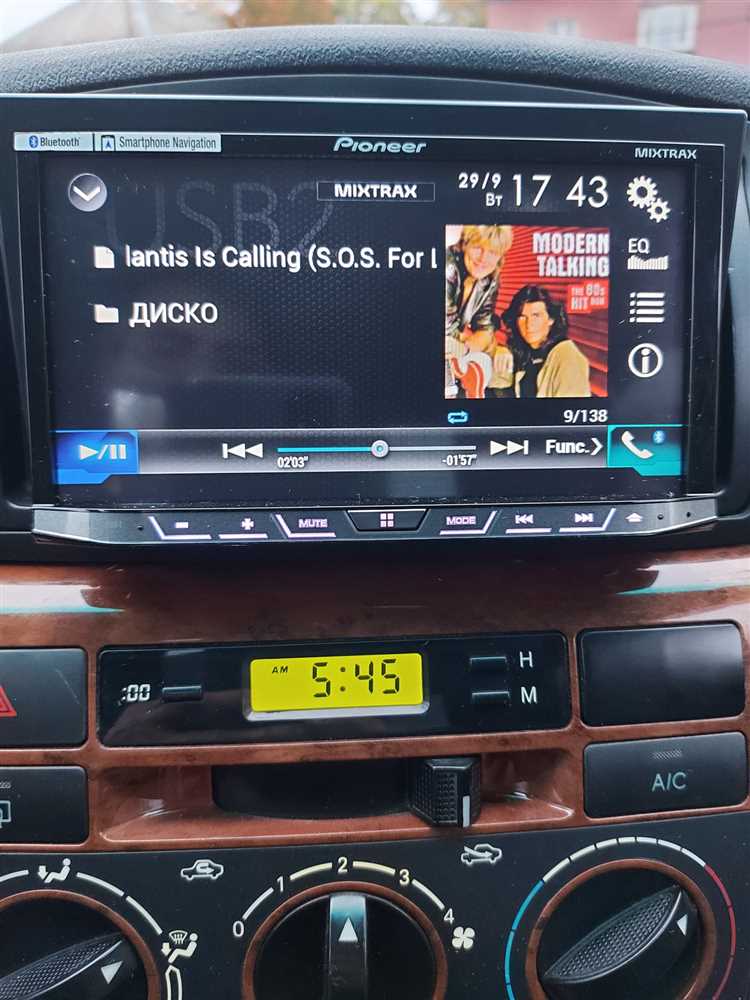 Bluetooth
Smartphone Navigation
Pioneer
MIXTRAX
USB2
MIXTRAX
29/9
Вт
17 43
lantis Is Calling (S.O.S. For L
EQ
MODERN
TALKING
THE 80s
HIT BOX
ДИСКО
9/138
02'03"
-01'57"
Func.
MUTE
MODE
AM 5:45
:00
H
M
A/C
0 1 2 3 4